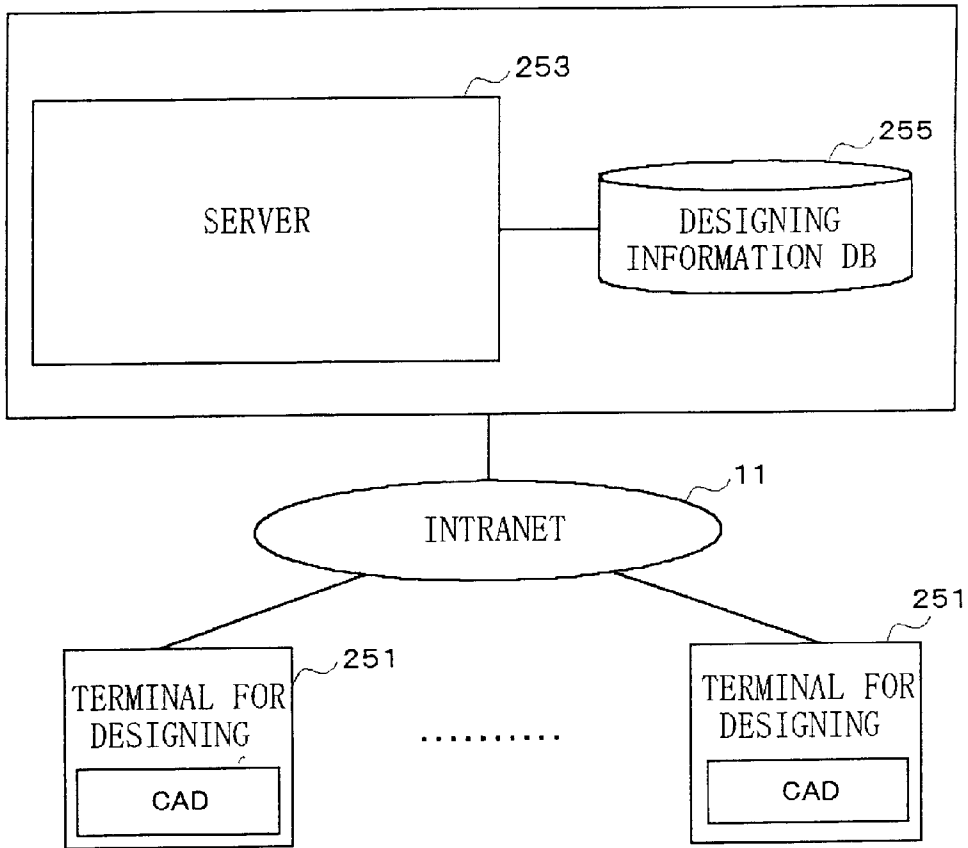 253
255
SERVER
DESIGNING
INFORMATION DB
11
INTRANET
251
TERMINAL FOR
DESIGNING
CAD
..........
251
TERMINAL FOR
DESIGNING
CAD